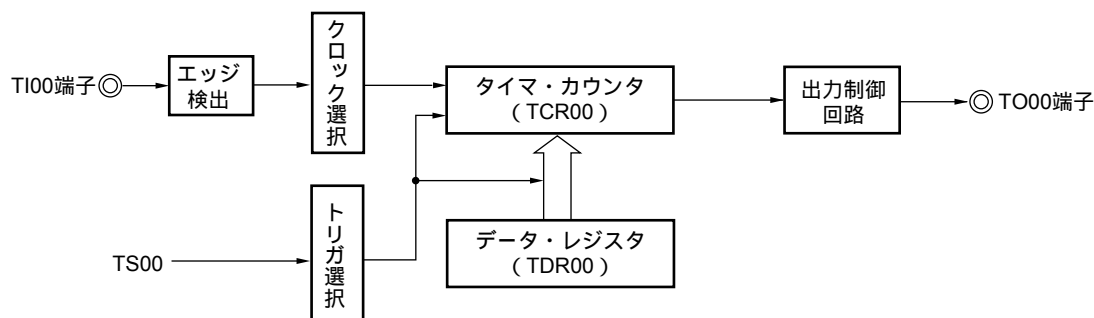 TI00端子
エッジ
検出
クロック選択
タイマ・カウンタ
（TCR00）
出力制御
回路
TO00端子
TS00
トリガ選択
データ・レジスタ
（TDR00）